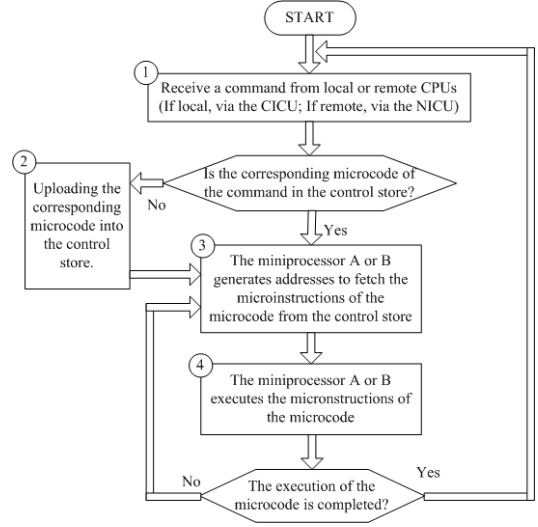 START
1
Receive a command from local or remote CPUs
(If local, via the CICU; If remote, via the NICU)
Is the corresponding microcode of
the command in the control store?
No
Yes
2
Uploading the
corresponding
microcode into
the control
store.
3
The miniprocessor A or B
generates addresses to fetch the
microinstructions of the
microcode from the control store
4
The miniprocessor A or B
executes the micronstructions of
the microcode
The execution of the
microcode is completed?
No
Yes